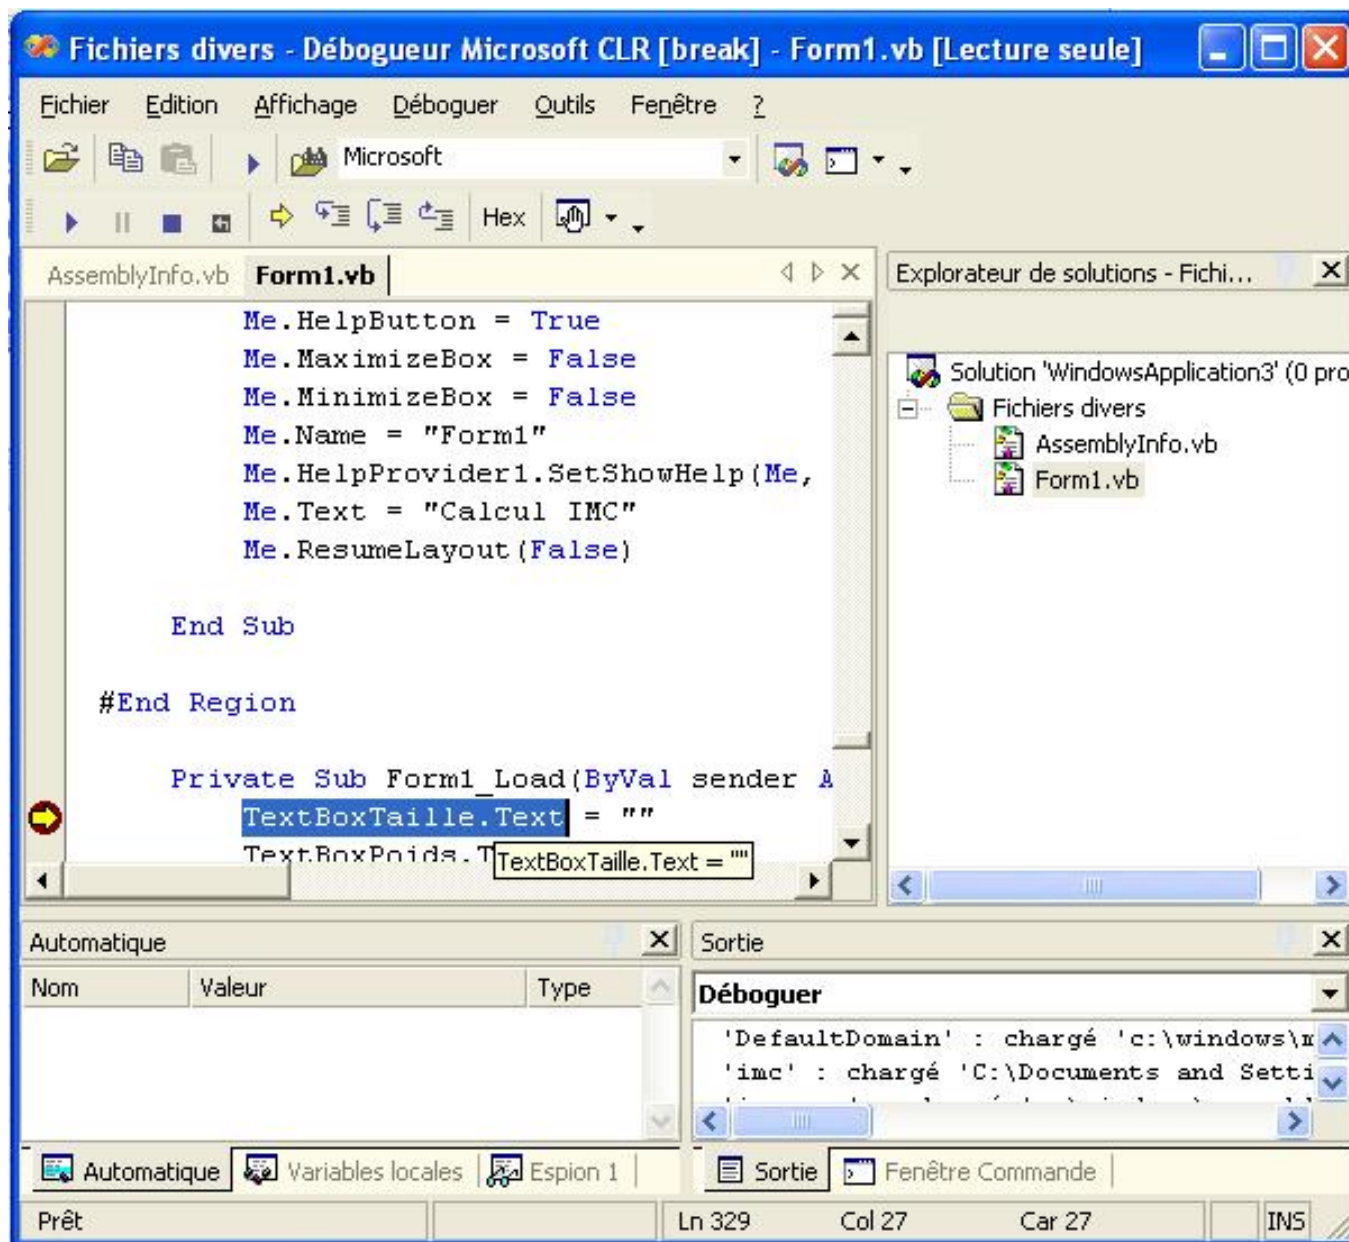 Fichiers divers - Débogueur Microsoft CLR [break] - Form1.vb [Lecture seule]
Fichier Edition Affichage Déboguer Outils Fenêtre ?
Microsoft
Hex
AssemblyInfo.vb Form1.vb
Me.HelpButton = True
Me.MaximizeBox = False
Me.MinimizeBox = False
Me.Name = "Form1"
Me.HelpProvider1.SetShowHelp(Me,
Me.Text = "Calcul IMC"
Me.ResumeLayout(False)
End Sub
#End Region
Private Sub Form1_Load(ByVal sender A
TextBoxTaille.Text = ""
TextBoxPoids.T
TextBoxTaille.Text = ""
Explorateur de solutions - Fichi...
Solution 'WindowsApplication3' (0 pro
Fichiers divers
AssemblyInfo.vb
Form1.vb
Automatique
Nom Valeur Type
Automatique Variables locales Espion 1
Sortie
Déboguer
'DefaultDomain' : chargé 'c:\windows\m
'imc' : chargé 'C:\Documents and Setti
Sortie Fenêtre Commande
Prêt Ln 329 Col 27 Car 27 INS